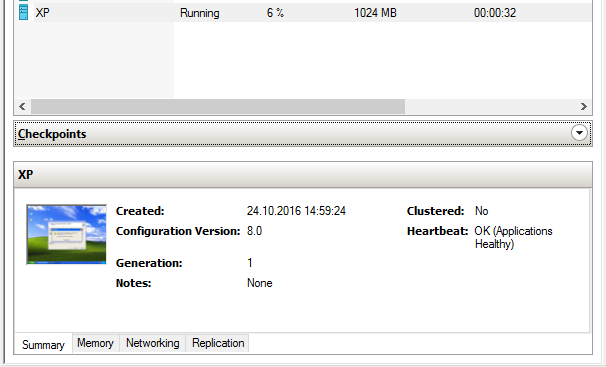 XP Running 6 % 1024 MB 00:00:32
Checkpoints
XP
Created: 24.10.2016 14:59:24 Clustered: No
Configuration Version: 8.0 Heartbeat: OK (Applications
Healthy)
Generation: 1
Notes: None
Summary Memory Networking Replication